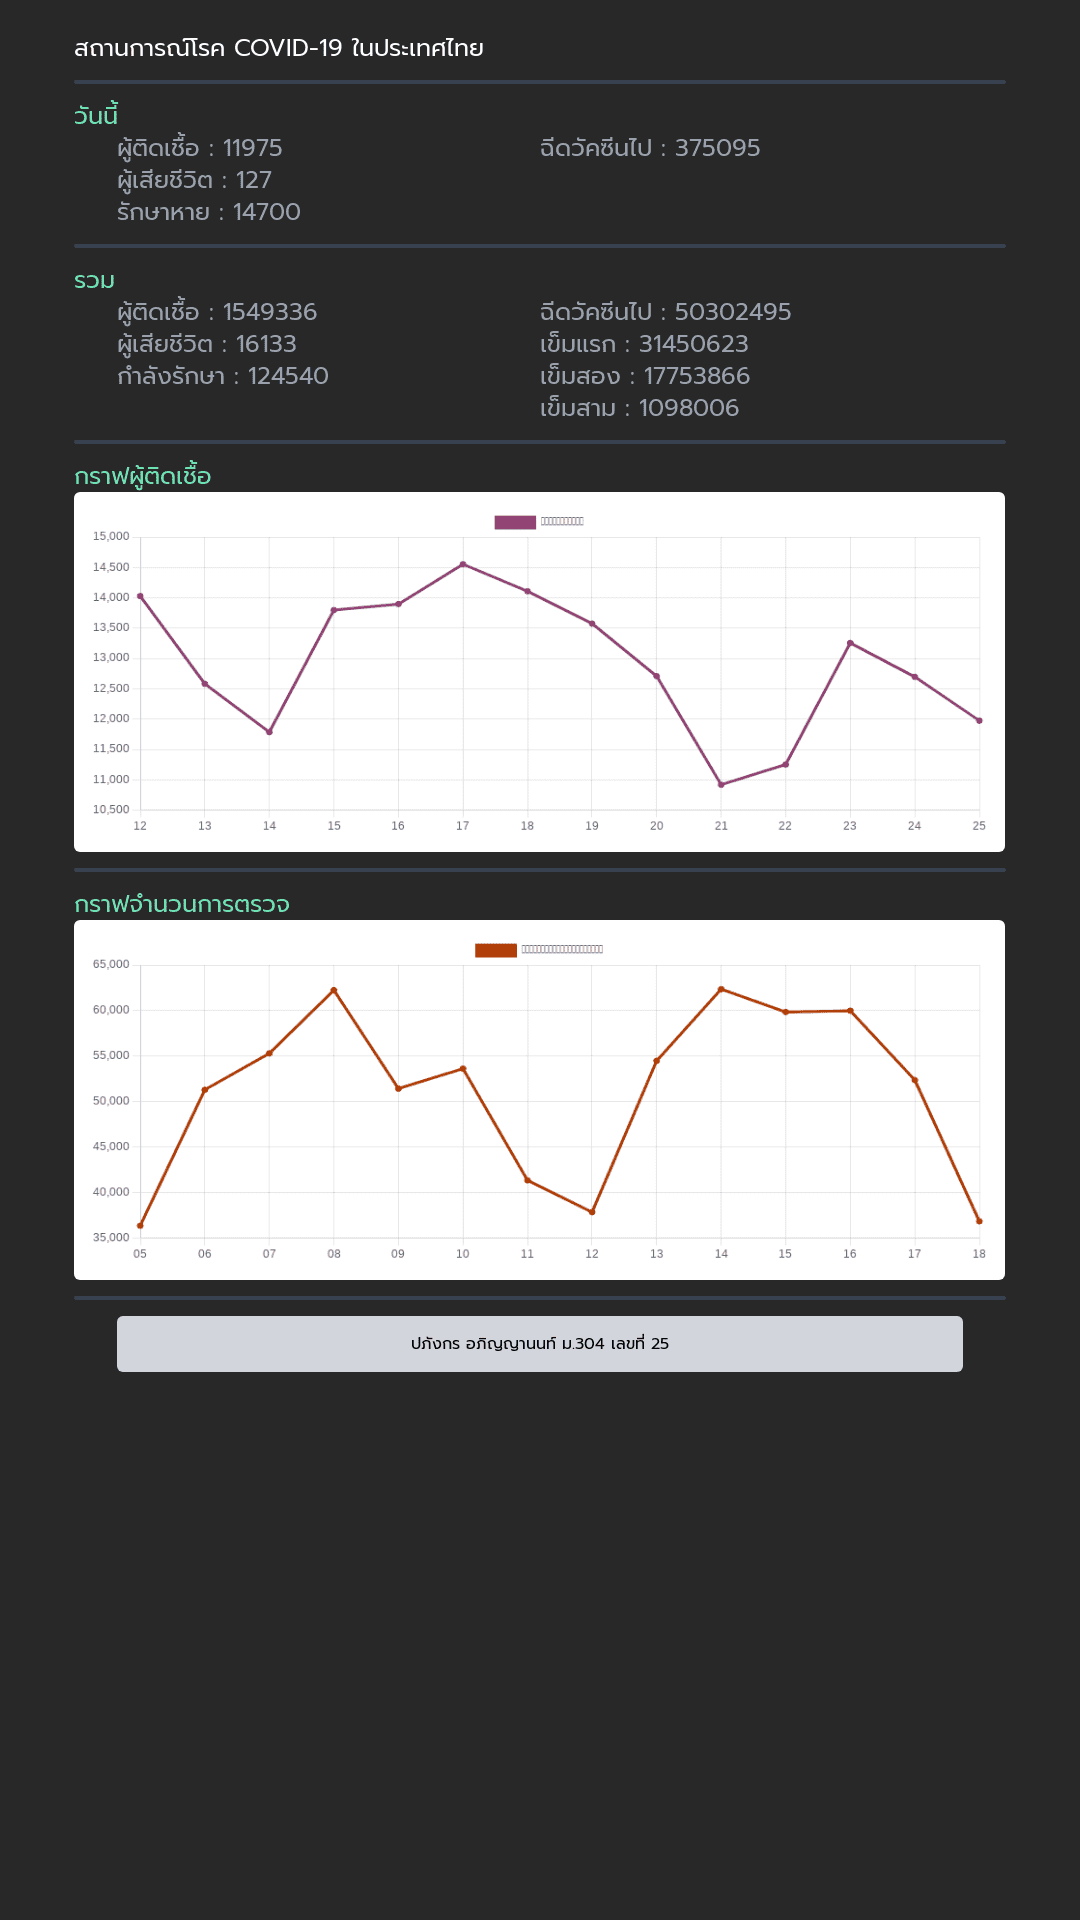 สถานการณ์โรค COVID-19 ในประเทศไทย
วันนี้
ผู้ติดเชื้อ : 11975
ผู้เสียชีวิต : 127
รักษาหาย : 14700
ฉีดวัคซีนไป : 375095
รวม
ผู้ติดเชื้อ : 1549336
ผู้เสียชีวิต : 16133
กำลังรักษา : 124540
ฉีดวัคซีนไป : 50302495
เข็มแรก : 31450623
เข็มสอง : 17753866
เข็มสาม : 1098006
กราฟผู้ติดเชื้อ
15,000
14,500
14,000
13,500
13,000
12,500
12,000
11,500
11,000
10,500
12 13 14 15 16 17 18 19 20 21 22 23 24 25
กราฟจำนวนการตรวจ
65,000
60,000
55,000
50,000
45,000
40,000
35,000
05 06 07 08 09 10 11 12 13 14 15 16 17 18
ปภังกร อภิญญานนท์ ม.304 เลขที่ 25